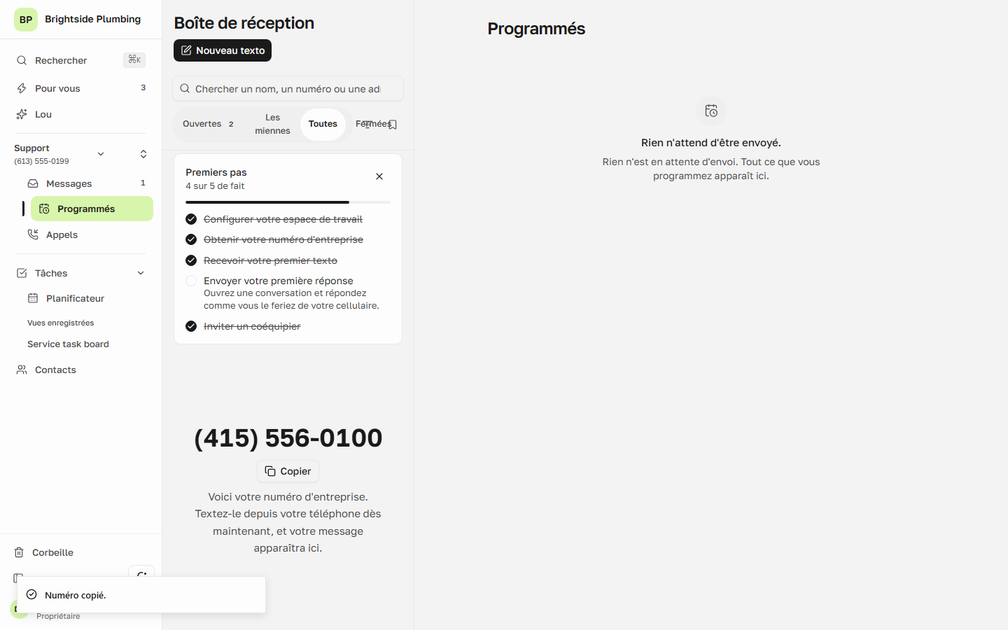 BP
Brightside Plumbing
Rechercher
⌘K
Pour vous
3
Lou
Support
(613) 555-0199
Messages
1
Programmés
Appels
Tâches
Planificateur
Vues enregistrées
Service task board
Contacts
Corbeille
Numéro copié.
Propriétaire
Boîte de réception
Nouveau texto
Chercher un nom, un numéro ou une ad
Ouvertes 2
Les miennes
Toutes
Fermées
Premiers pas
4 sur 5 de fait
Configurer votre espace de travail
Obtenir votre numéro d'entreprise
Recevoir votre premier texto
Envoyer votre première réponse
Ouvrez une conversation et répondez
comme vous le feriez de votre cellulaire.
Inviter un coéquipier
(415) 556-0100
Copier
Voici votre numéro d'entreprise.
Textez-le depuis votre téléphone dès
maintenant, et votre message
apparaîtra ici.
Programmés
Rien n'attend d'être envoyé.
Rien n'est en attente d'envoi. Tout ce que vous
programmez apparaît ici.